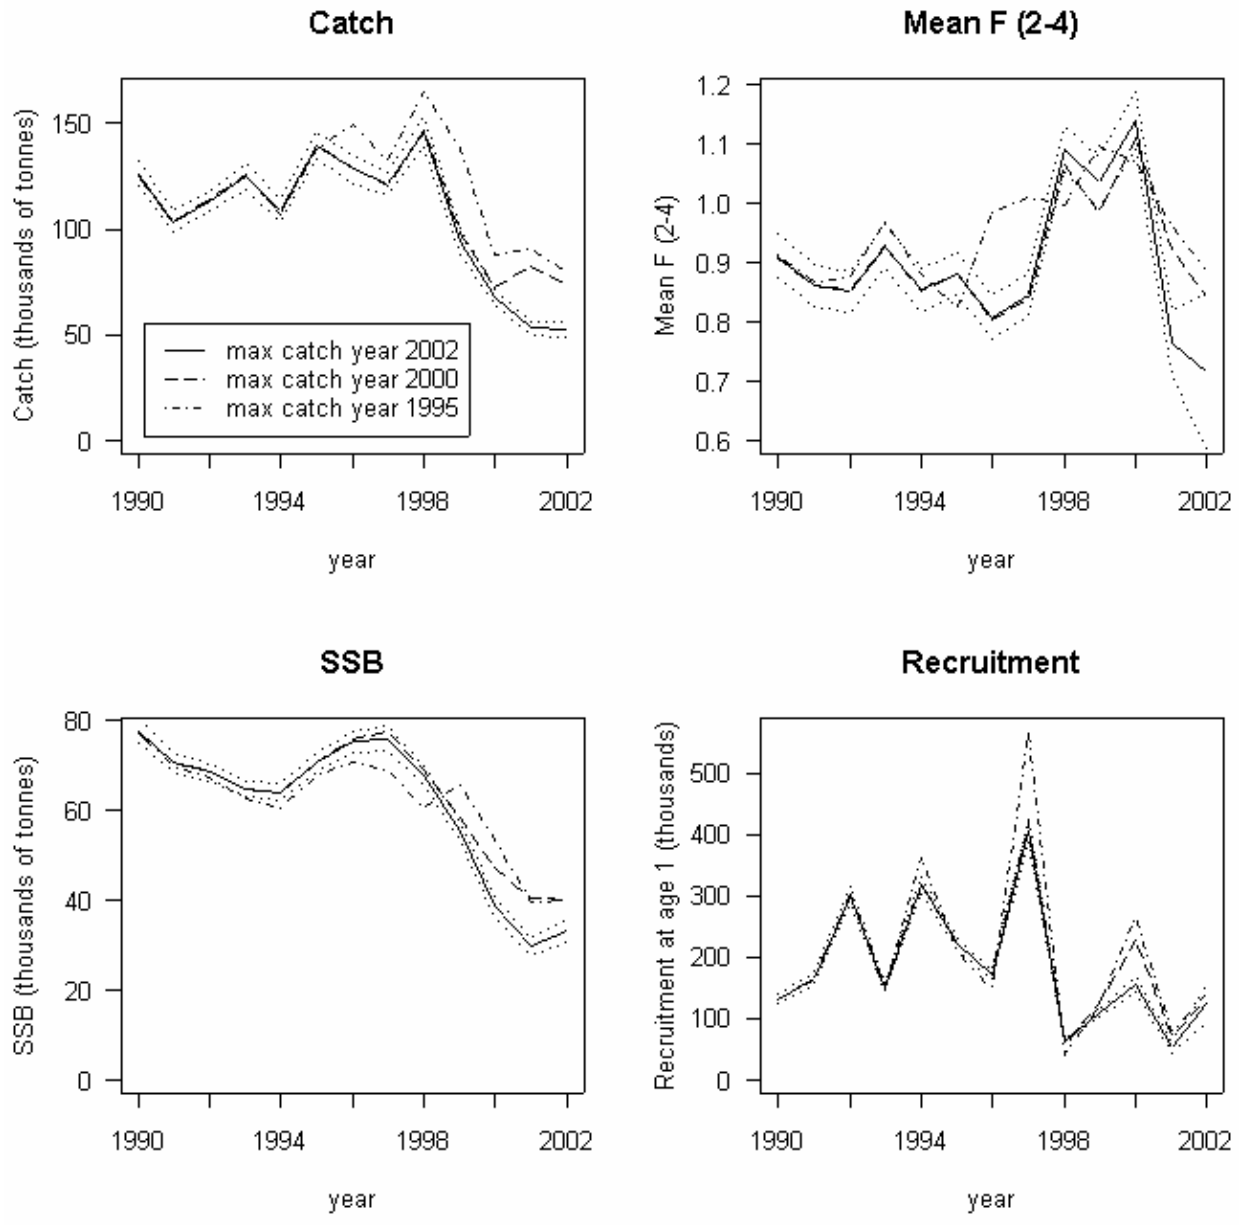 Catch
Catch (thousands of tonnes)
150
100
50
0
max catch year 2002
max catch year 2000
max catch year 1995
1990
1994
1998
2002
year
Mean F (2-4)
Mean F (2-4)
1.2
1.1
1.0
0.9
0.8
0.7
0.6
1990
1994
1998
2002
year
SSB
SSB (thousands of tonnes)
80
60
40
20
0
1990
1994
1998
2002
year
Recruitment
Recruitment at age 1 (thousands)
500
400
300
200
100
0
1990
1994
1998
2002
year